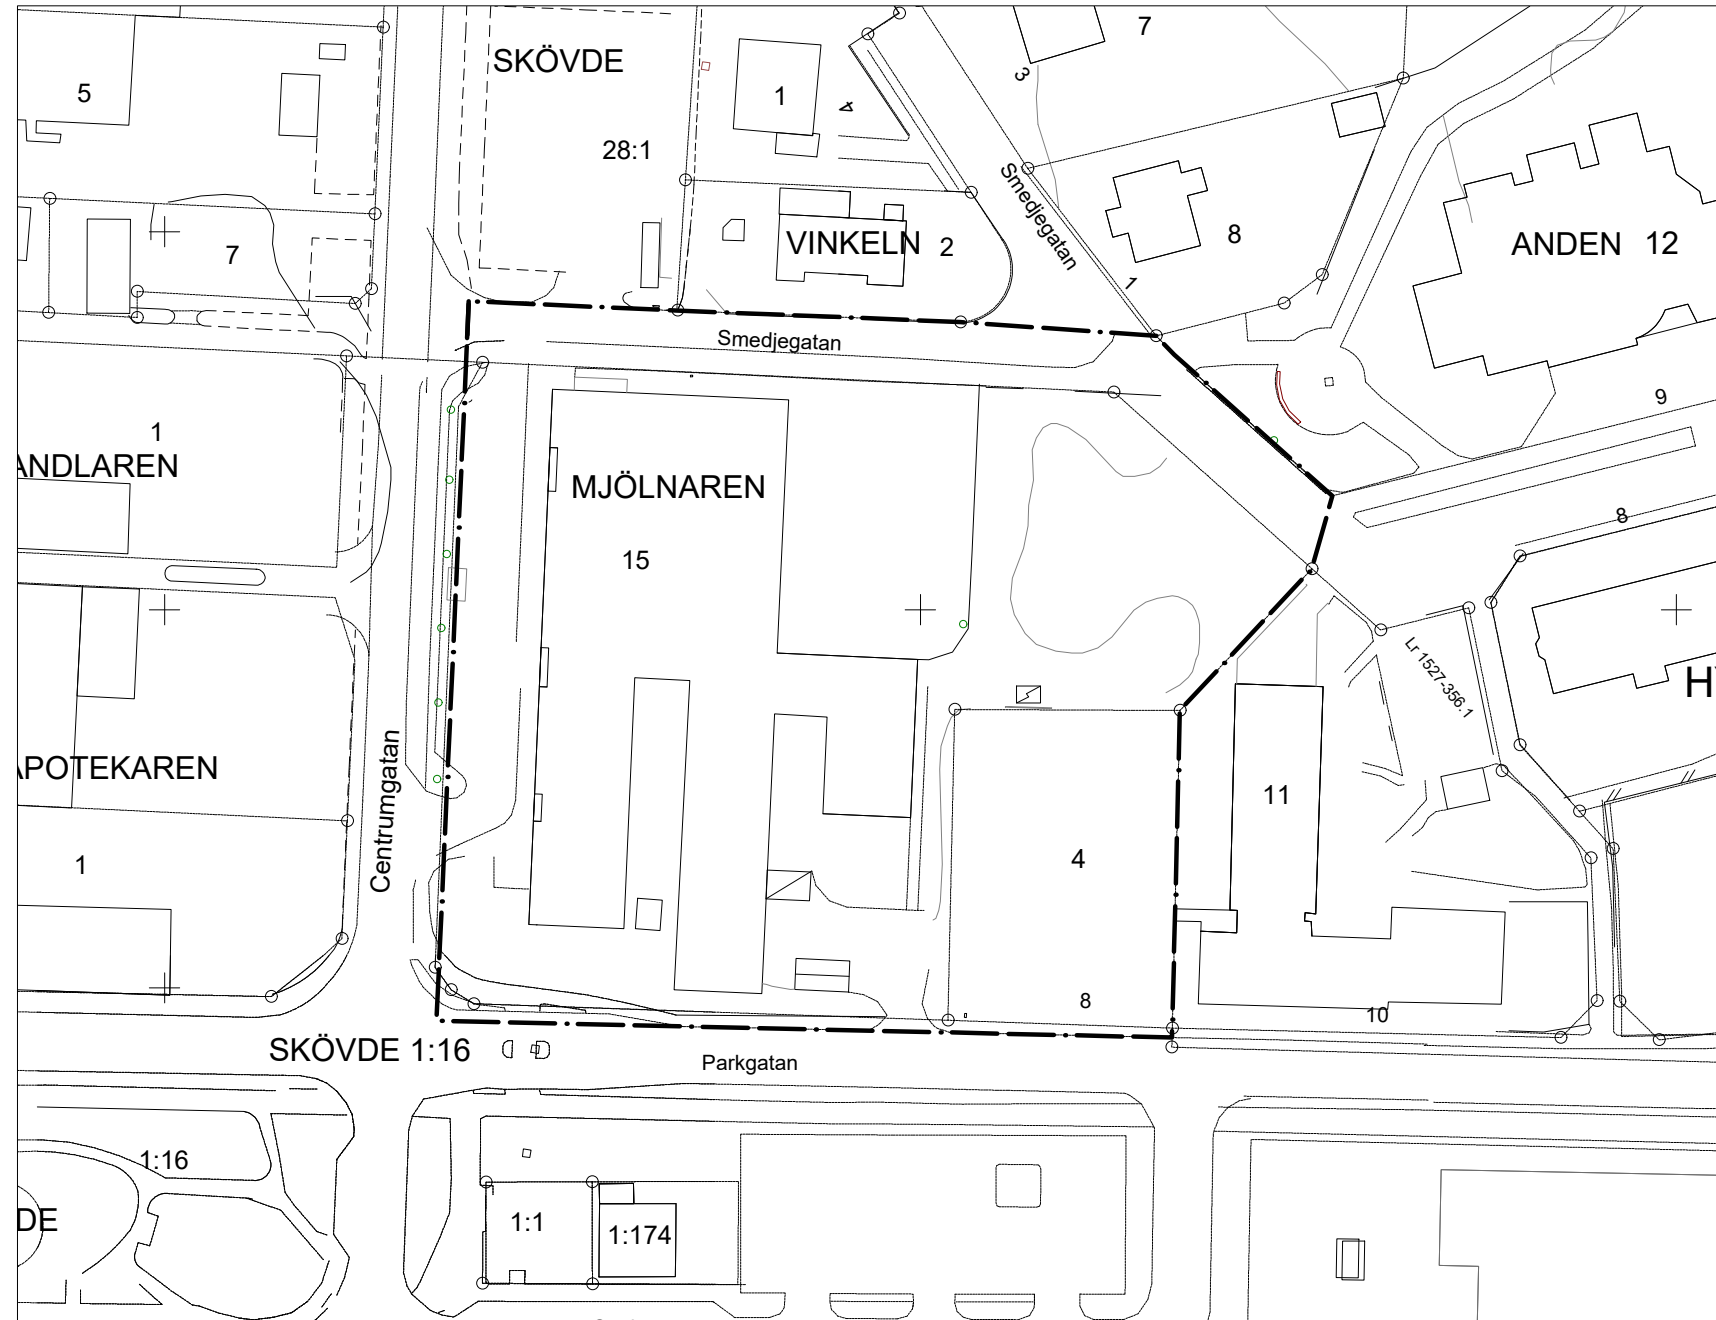 7
SKÖVDE
3
5
1
4
28:1
Smedjegatan
8
7
VINKELN 2
ANDEN 12
1
Smedjegatan
9
1
ANDLAREN
MJÖLNAREN
8
15
Lr 1527-356.1
H
APOTEKAREN
Centrumgatan
11
1
4
8
10
SKÖVDE 1:16
Parkgatan
1:16
DE
1:1
1:174